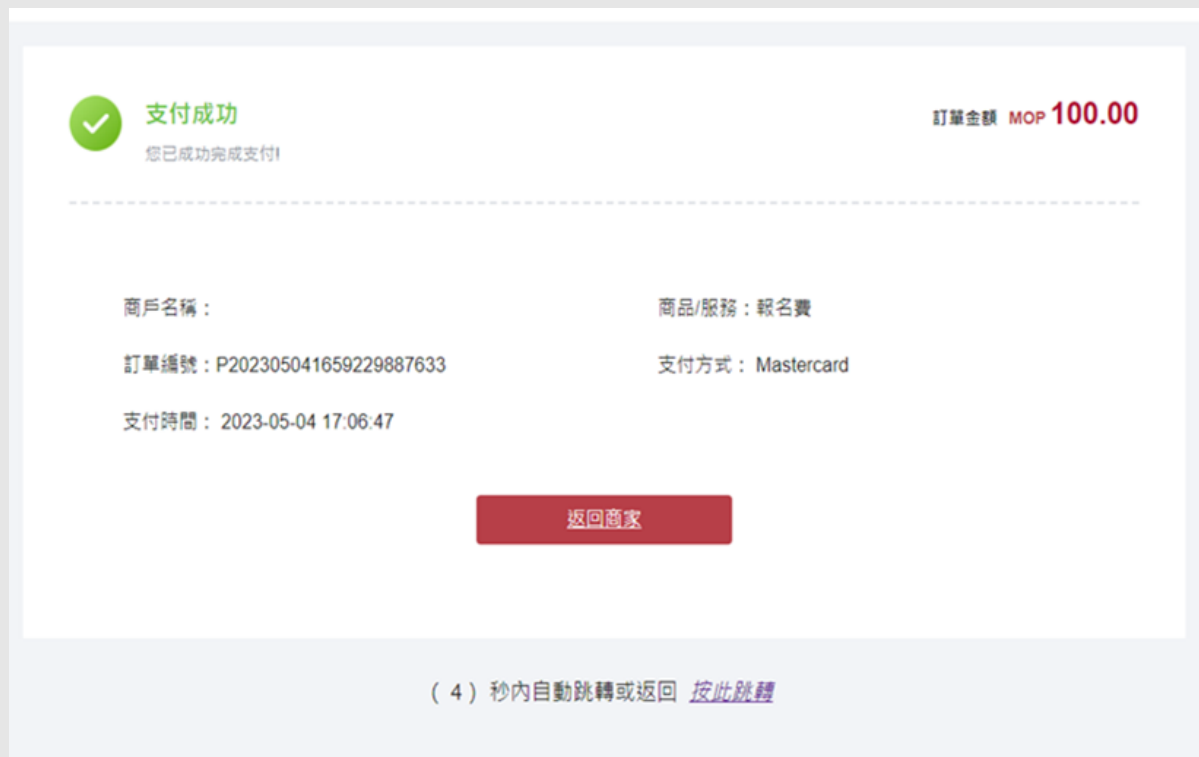 支付成功
訂單金額 MOP 100.00
您已成功完成支付!
商戶名稱：
商品/服務：報名費
訂單編號：P202305041659229887633
支付方式： Mastercard
支付時間： 2023-05-04 17:06:47
返回商家
( 4 ) 秒內自動跳轉或返回 按此跳轉